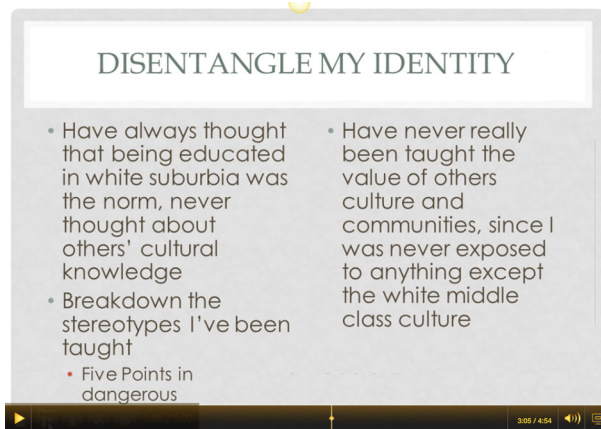 DISENTANGLE MY IDENTITY
• Have always thought
that being educated
in white suburbia was
the norm, never
thought about
others' cultural
knowledge
• Breakdown the
stereotypes I've been
taught
• Five Points in
dangerous
• Have never really
been taught the
value of others
culture and
communities, since I
was never exposed
to anything except
the white middle
class culture
3:05 / 4:54